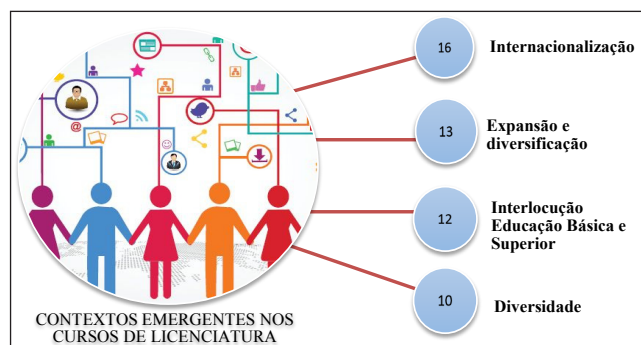 16
Internacionalização
13
Expansão e
diversificação
12
Interlocução
Educação Básica e
Superior
10
Diversidade
@
CONTEXTOS EMERGENTES NOS
CURSOS DE LICENCIATURA